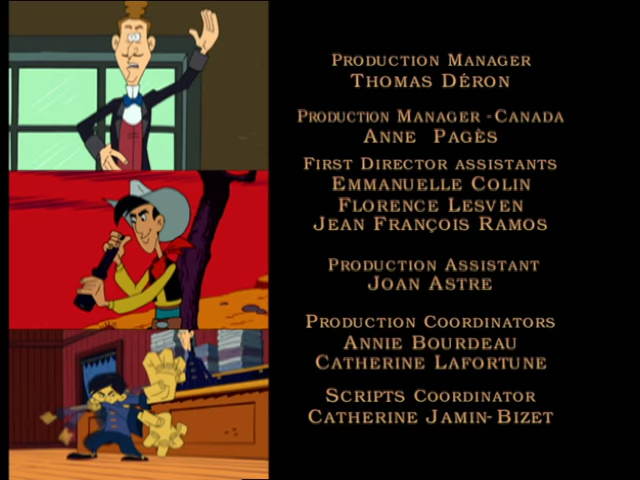 Production Manager
Thomas Déron
Production Manager - Canada
Anne Pagès
First Director assistants
Emmanuelle Colin
Florence Lesven
Jean François Ramos
Production Assistant
Joan Astre
Production Coordinators
Annie Bourdeau
Catherine Lafortune
Scripts Coordinator
Catherine Jamin-Bizet